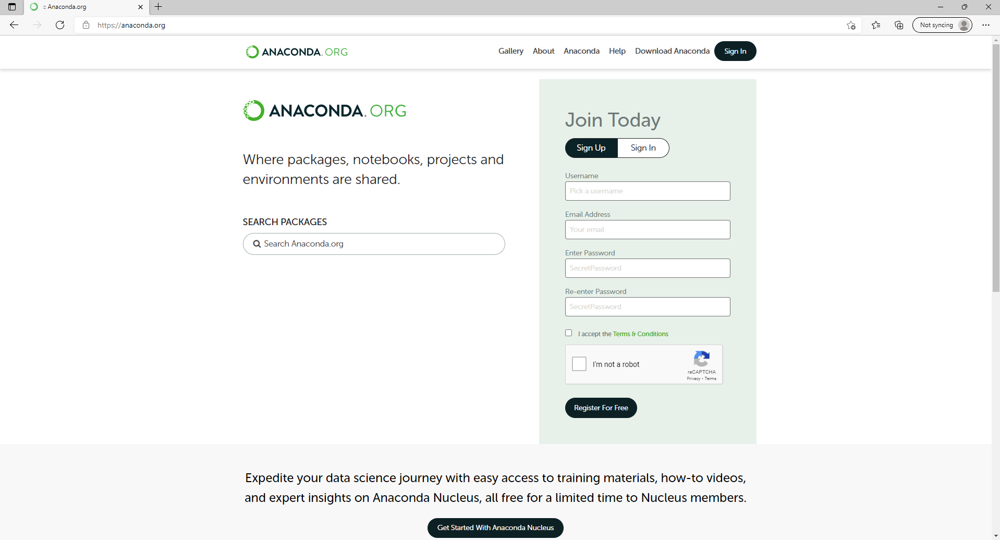 :: Anaconda.org
https://anaconda.org
Not syncing
ANACONDA.ORG
Gallery About Anaconda Help Download Anaconda Sign In
ANACONDA.ORG
Where packages, notebooks, projects and
environments are shared.
SEARCH PACKAGES
Search Anaconda.org
Join Today
Sign Up Sign In
Username
Pick a username
Email Address
Your email
Enter Password
SecretPassword
Re-enter Password
SecretPassword
I accept the Terms & Conditions
I'm not a robot
reCAPTCHA
Privacy - Terms
Register For Free
Expedite your data science journey with easy access to training materials, how-to videos,
and expert insights on Anaconda Nucleus, all free for a limited time to Nucleus members.
Get Started With Anaconda Nucleus